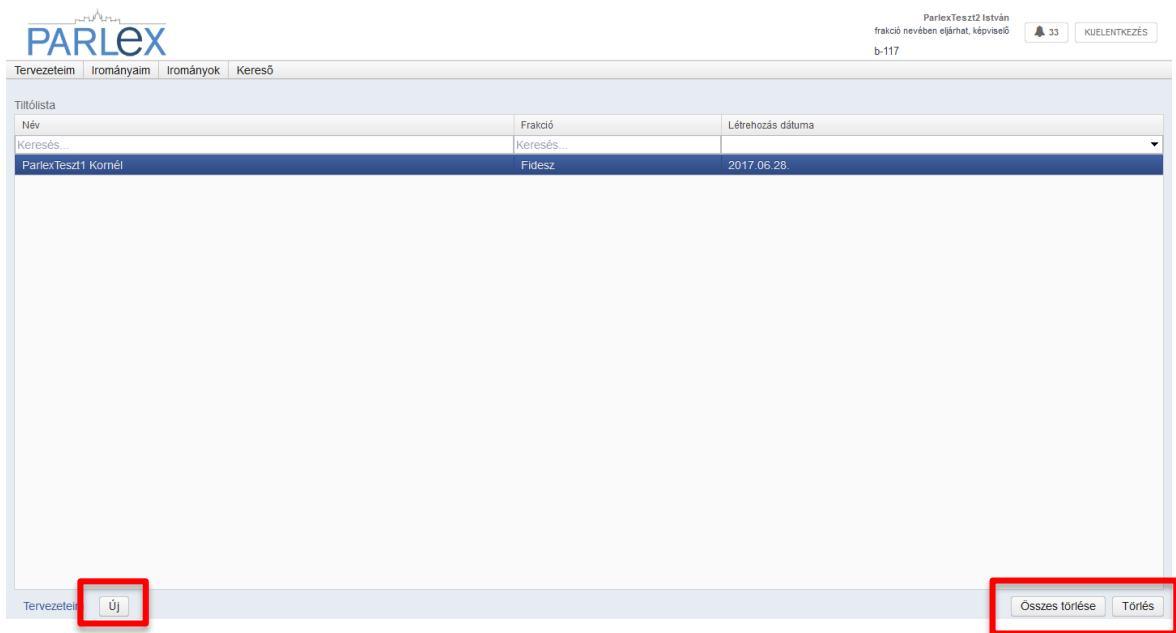 ParlexTeszt2 István
frakció nevében eljárhat, képviselő
33
KIJELENTKEZÉS
b-117
PARLEX
Tervezeteim Irományaim Irományok Kereső
Tiltólista
Név Frakció Létrehozás dátuma
Keresés... Keresés...
ParlexTeszt1 Kornél Fidesz 2017.06.28.
Tervezetei Új Összes törlése Törlés